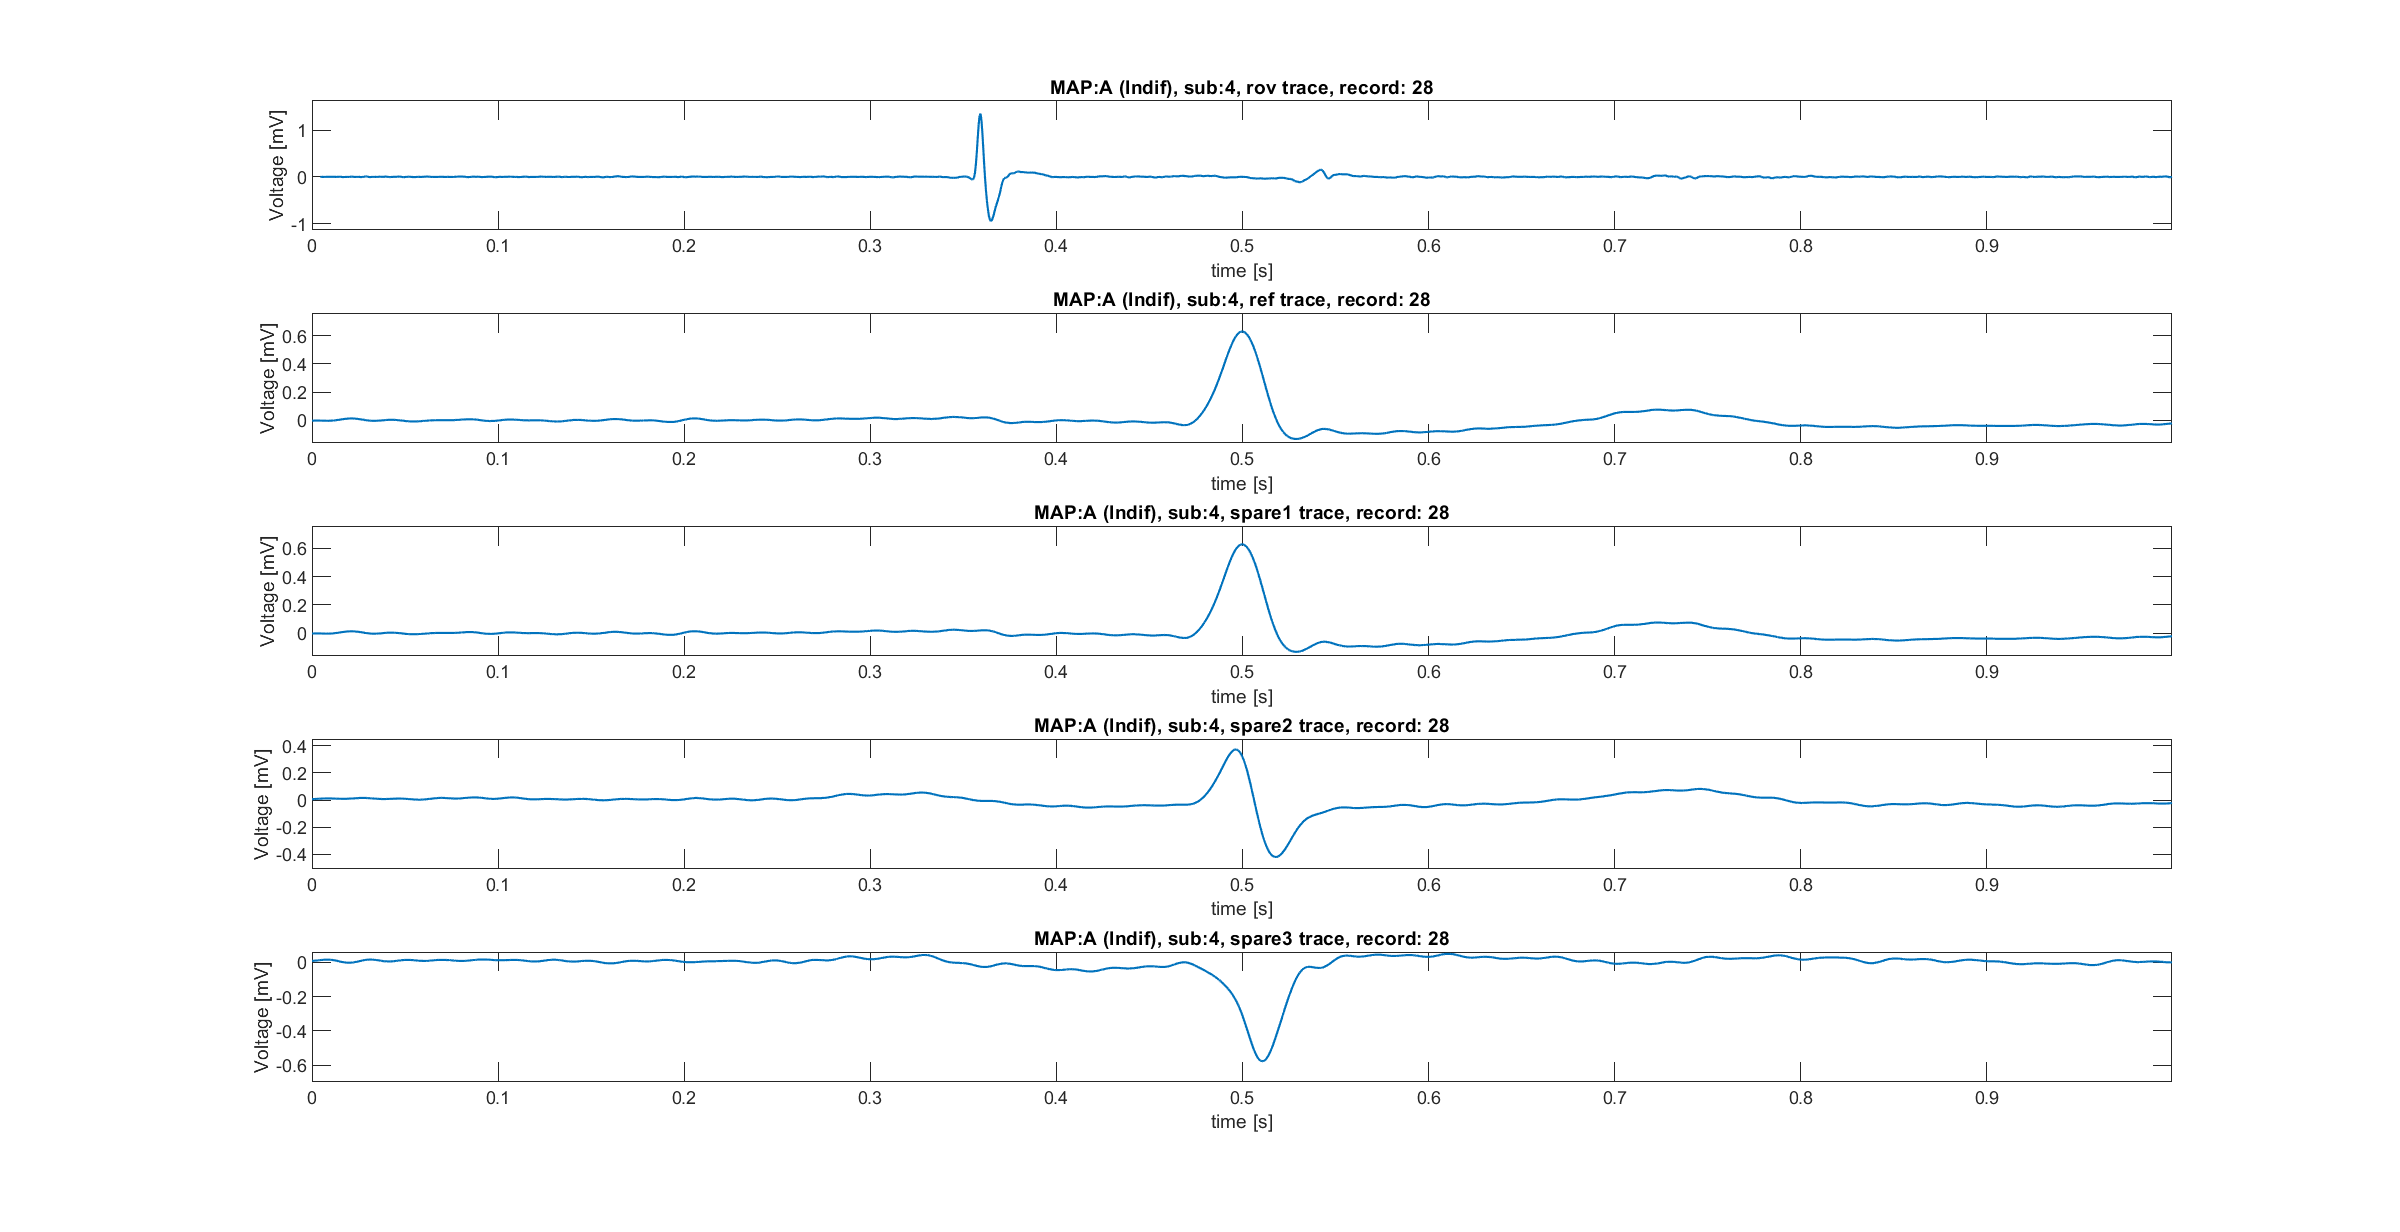 MAP:A (Indif), sub:4, rov trace, record: 28
Voltage [mV]
1
0
-1
0 0.1 0.2 0.3 0.4 0.5 0.6 0.7 0.8 0.9
time [s]
MAP:A (Indif), sub:4, ref trace, record: 28
Voltage [mV]
0.6
0.4
0.2
0
0 0.1 0.2 0.3 0.4 0.5 0.6 0.7 0.8 0.9
time [s]
MAP:A (Indif), sub:4, spare1 trace, record: 28
Voltage [mV]
0.6
0.4
0.2
0
0 0.1 0.2 0.3 0.4 0.5 0.6 0.7 0.8 0.9
time [s]
MAP:A (Indif), sub:4, spare2 trace, record: 28
Voltage [mV]
0.4
0.2
0
-0.2
-0.4
0 0.1 0.2 0.3 0.4 0.5 0.6 0.7 0.8 0.9
time [s]
MAP:A (Indif), sub:4, spare3 trace, record: 28
Voltage [mV]
0
-0.2
-0.4
-0.6
0 0.1 0.2 0.3 0.4 0.5 0.6 0.7 0.8 0.9
time [s]